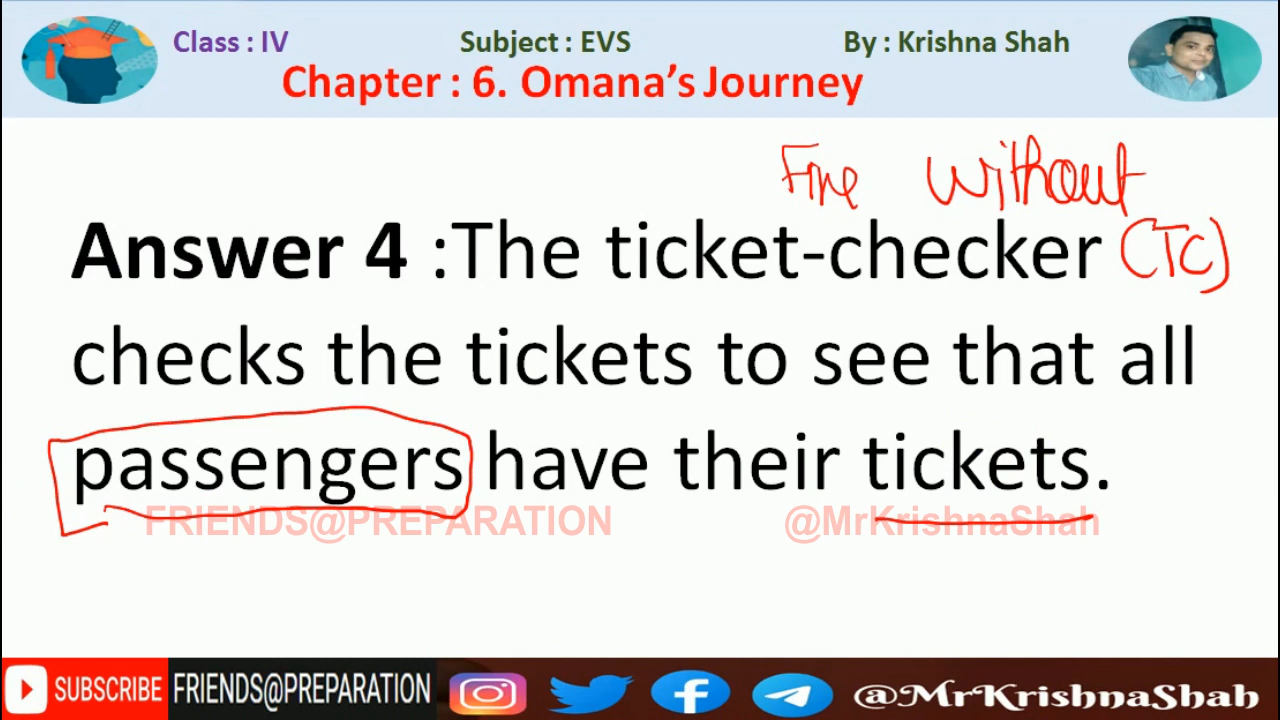 Class : IV Subject : EVS By : Krishna Shah
Chapter : 6. Omana's Journey
Fine without
Answer 4 :The ticket-checker (TC)
checks the tickets to see that all
passengers have their tickets.
FRIENDS@PREPARATION @MrKrishnaShah
SUBSCRIBE FRIENDS@PREPARATION @MrKrishnaShah